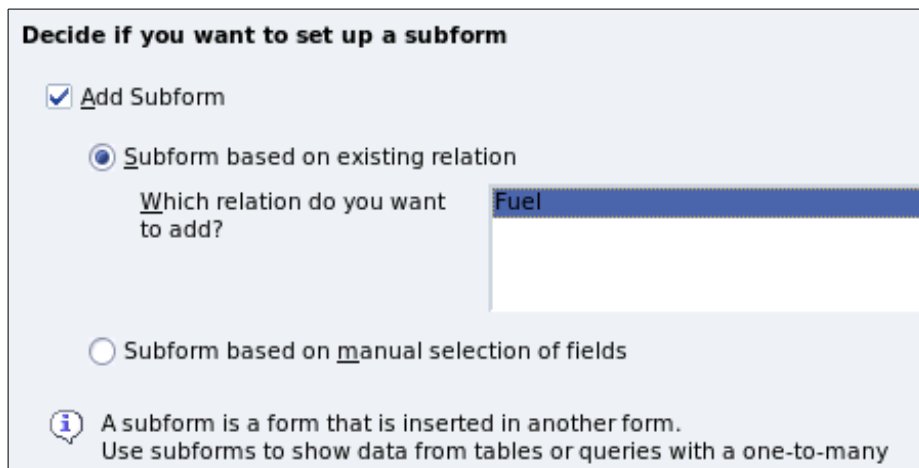 Decide if you want to set up a subform
Add Subform
Subform based on existing relation
Which relation do you want
to add?
Fuel
Subform based on manual selection of fields
A subform is a form that is inserted in another form.
Use subforms to show data from tables or queries with a one-to-many